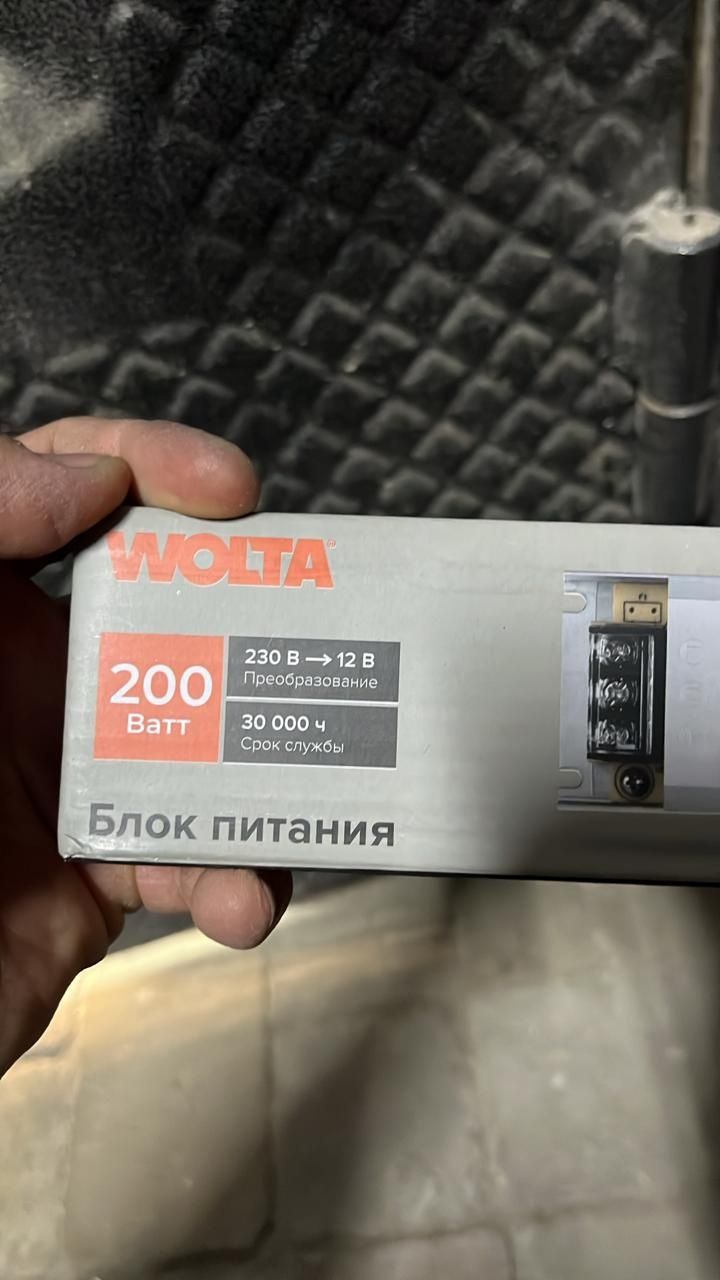 WOLTA®
200
Ватт
230 В → 12 В
Преобразование
30 000 ч
Срок службы
Блок питания